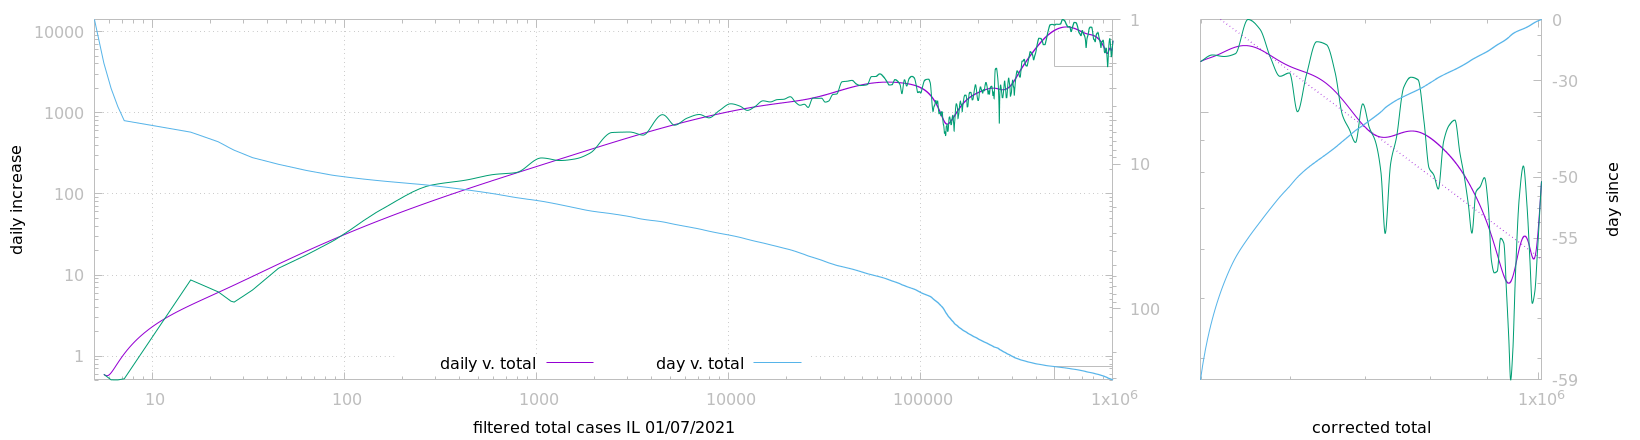 10000
1000
100
10
1
daily increase
10
100
1000
10000
100000
1x10^6
filtered total cases IL 01/07/2021
daily v. total
day v. total
1
10
100
0
-30
-50
-55
-59
day since
1x10^6
corrected total